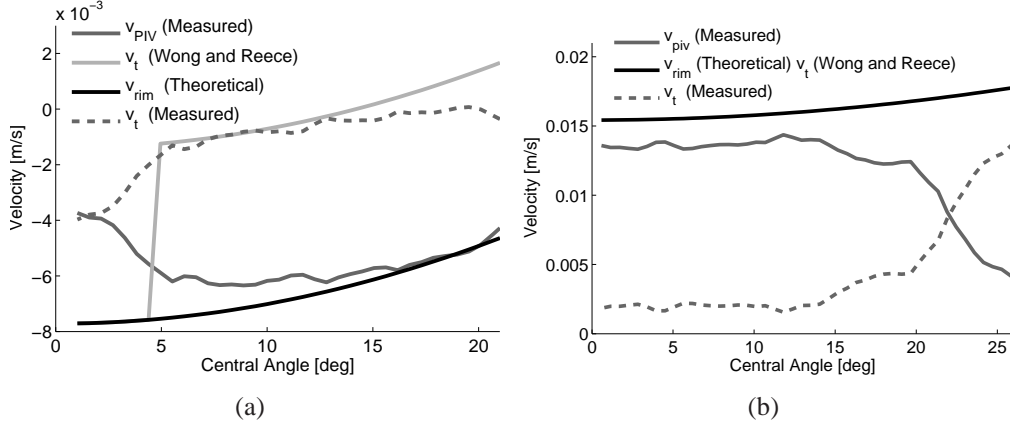 x 10⁻³
v_PIV (Measured)
v_t (Wong and Reece)
v_rim (Theoretical)
v_t (Measured)
2
0
−2
−4
−6
−8
Velocity [m/s]
0 5 10 15 20
Central Angle [deg]
(a)
v_piv (Measured)
v_rim (Theoretical) v_t (Wong and Reece)
v_t (Measured)
0.02
0.015
0.01
0.005
0
Velocity [m/s]
0 5 10 15 20 25
Central Angle [deg]
(b)